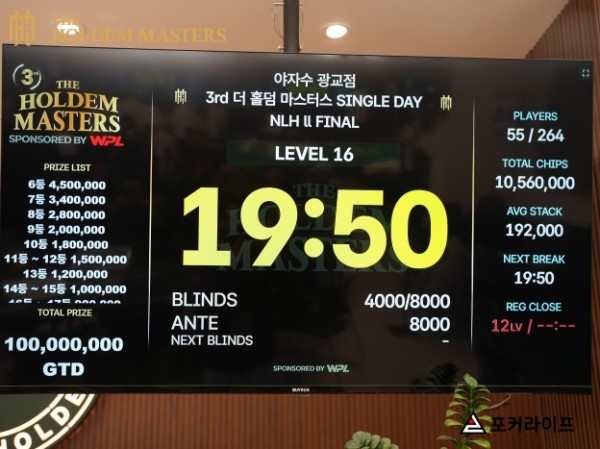 THE
HOLDEM MASTERS
3rd
THE
HOLDEM
MASTERS
SPONSORED BY WPL
PRIZE LIST
6등 4,500,000
7등 3,400,000
8등 2,800,000
9등 2,000,000
10등 1,800,000
11등 ~ 12등 1,500,000
13등 1,200,000
14등 ~ 15등 1,000,000
TOTAL PRIZE
100,000,000
GTD
야자수 광교점
3rd 더 홀덤 마스터스 SINGLE DAY
NLH ll FINAL
LEVEL 16
THE
HOLDEM
MASTERS
19:50
BLINDS 4000/8000
ANTE 8000
NEXT BLINDS -
SPONSORED BY WPL
PLAYERS
55 / 264
TOTAL CHIPS
10,560,000
AVG STACK
192,000
NEXT BREAK
19:50
REG CLOSE
12LV / --:--
HOLDE
포커라이프